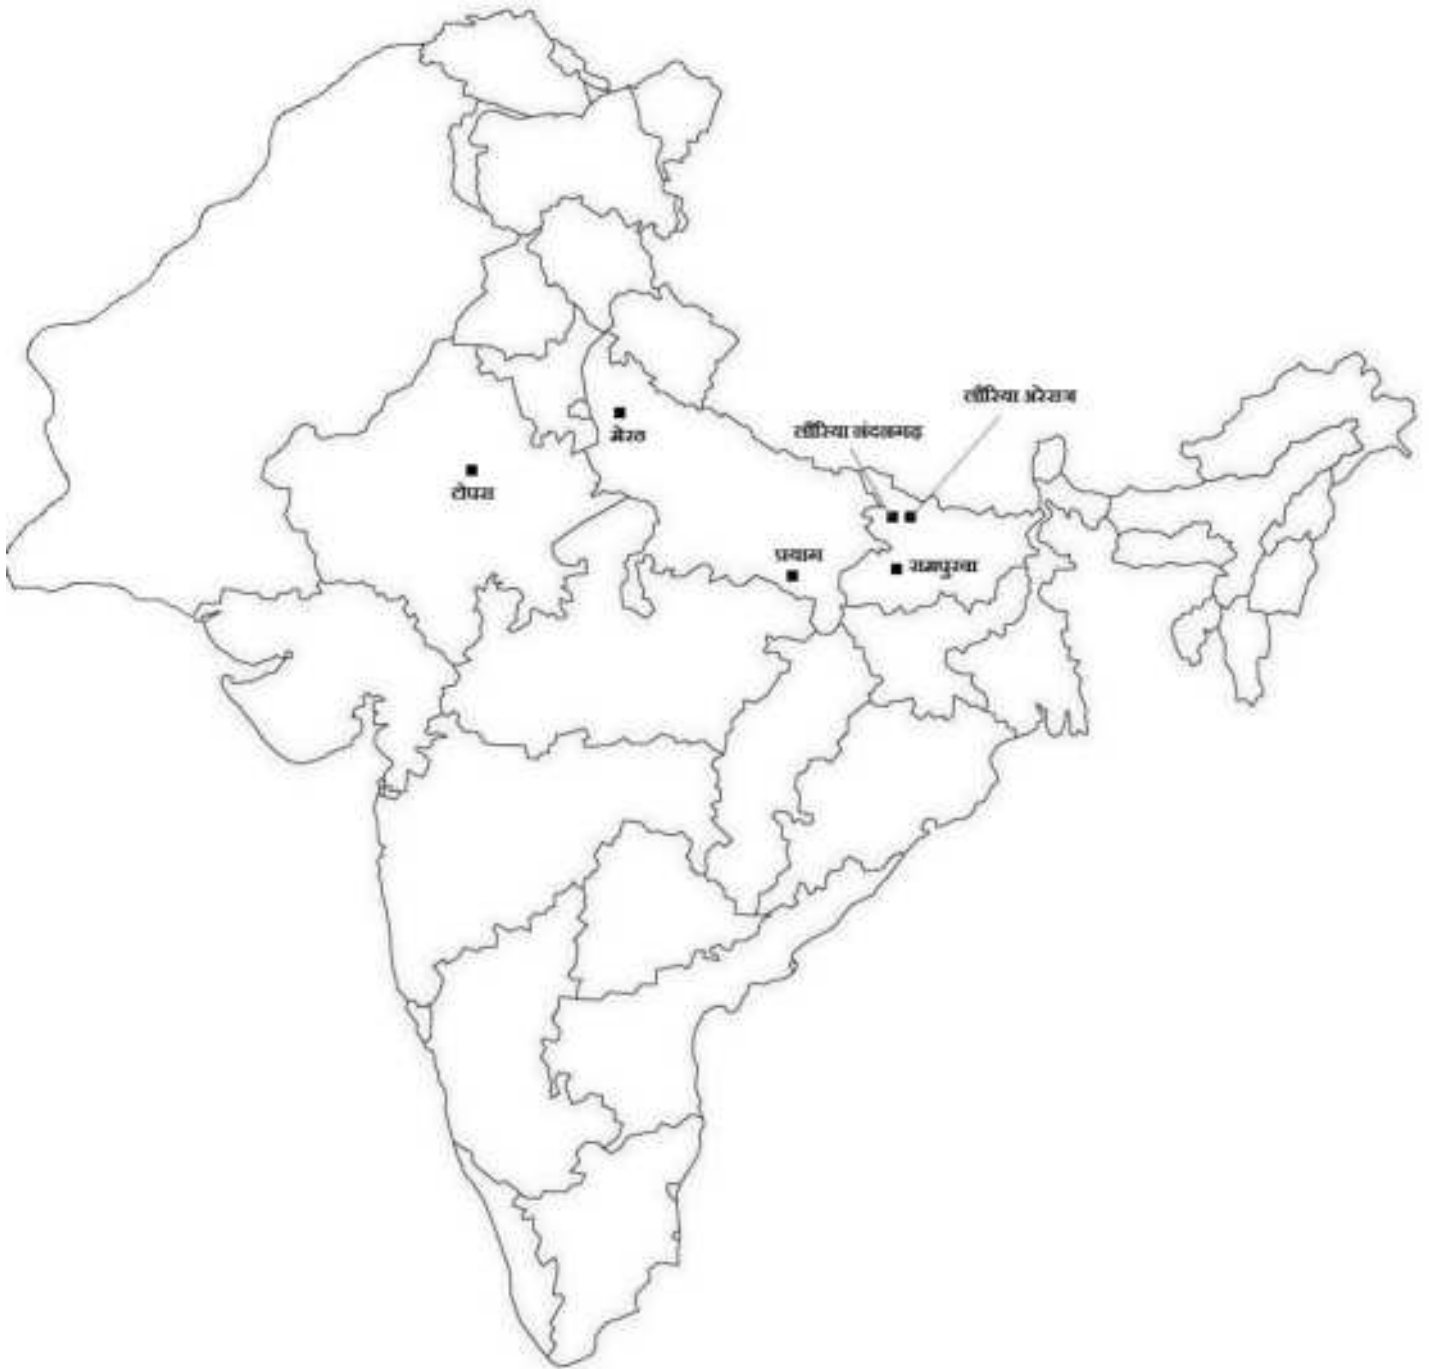 लौरिया अरेराज
लौरिया नंदनगढ़
मेरठ
टोपरा
प्रयाग
रामपुरवा